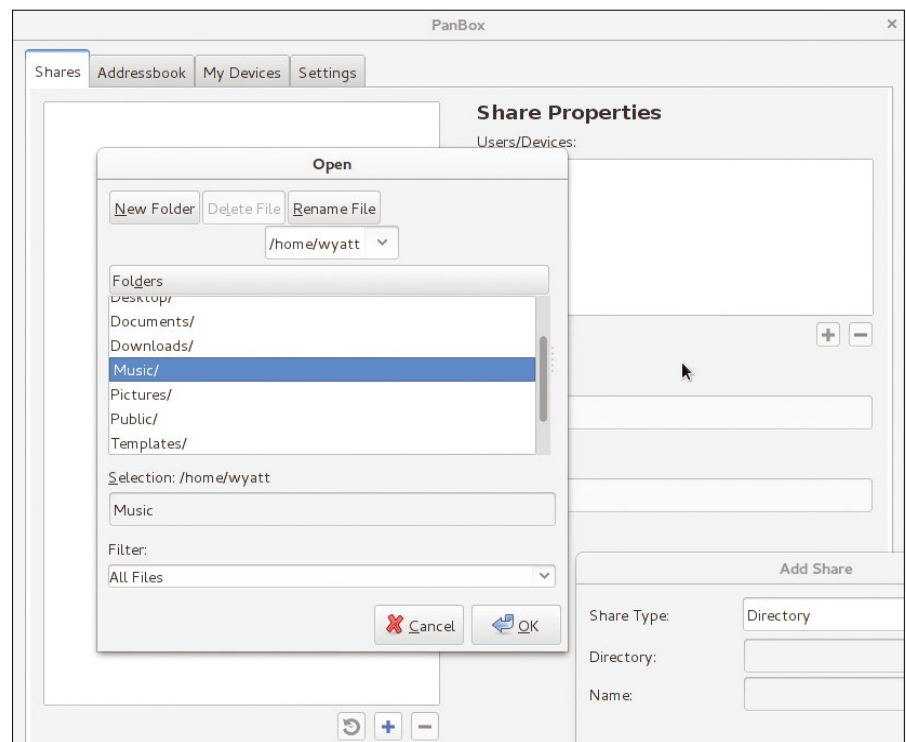 PanBox
Shares Addressbook My Devices Settings
Share Properties
Users/Devices:
Open
New Folder Delete File Rename File
/home/wyatt
Folders
Desktop/
Documents/
Downloads/
Music/
Pictures/
Public/
Templates/
Selection: /home/wyatt
Music
Filter:
All Files
Cancel OK
Add Share
Share Type: Directory
Directory:
Name: